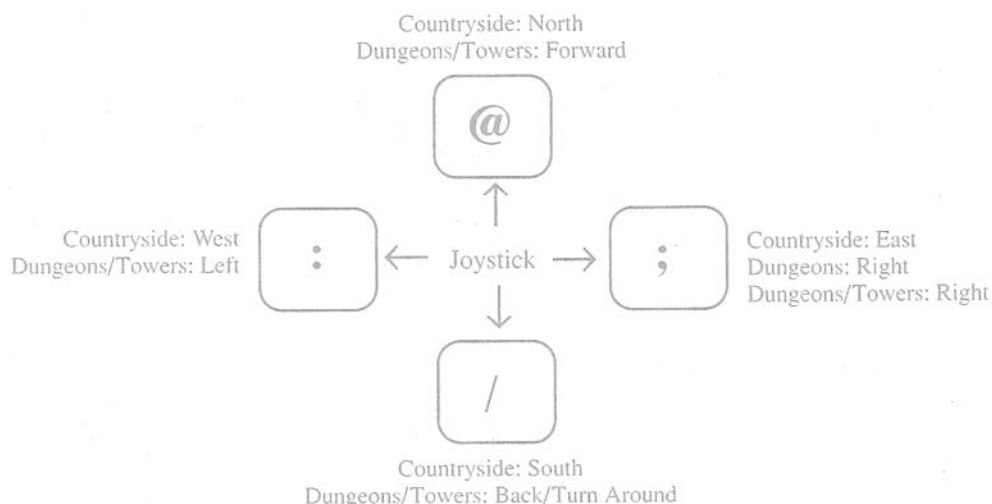 Countryside: North
Dungeons/Towers: Forward
@
Countryside: West
Dungeons/Towers: Left
:
Joystick
;
Countryside: East
Dungeons: Right
Dungeons/Towers: Right
/
Countryside: South
Dungeons/Towers: Back/Turn Around